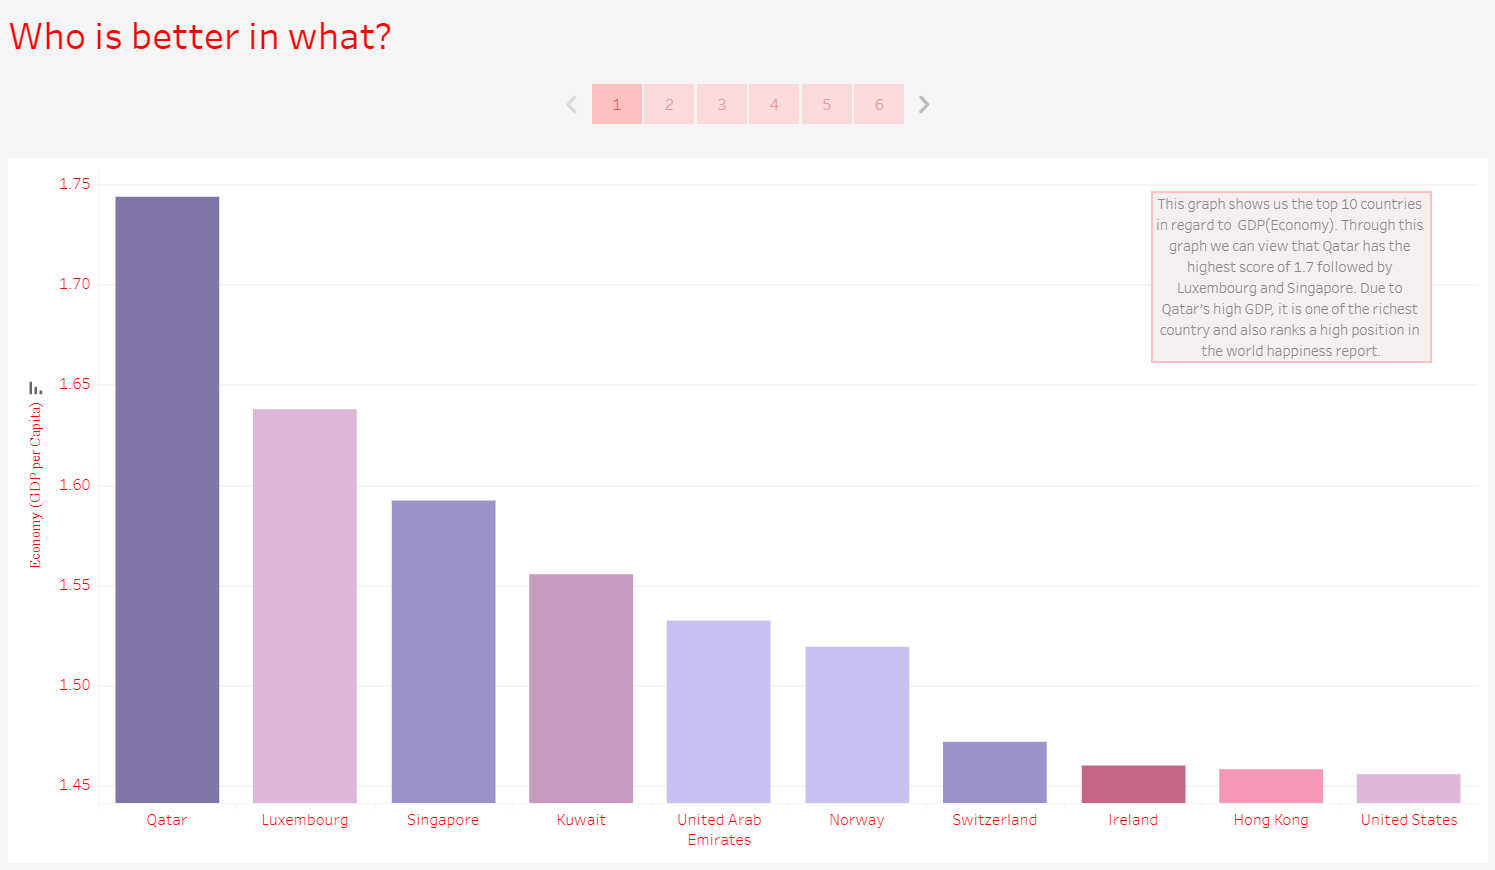 Who is better in what?
1 2 3 4 5 6
This graph shows us the top 10 countries
in regard to  GDP(Economy). Through this
graph we can view that Qatar has the
highest score of 1.7 followed by
Luxembourg and Singapore. Due to
Qatar's high GDP, it is one of the richest
country and also ranks a high position in
the world happiness report.
Economy (GDP per Capita)
1.75
1.70
1.65
1.60
1.55
1.50
1.45
Qatar
Luxembourg
Singapore
Kuwait
United Arab
Emirates
Norway
Switzerland
Ireland
Hong Kong
United States